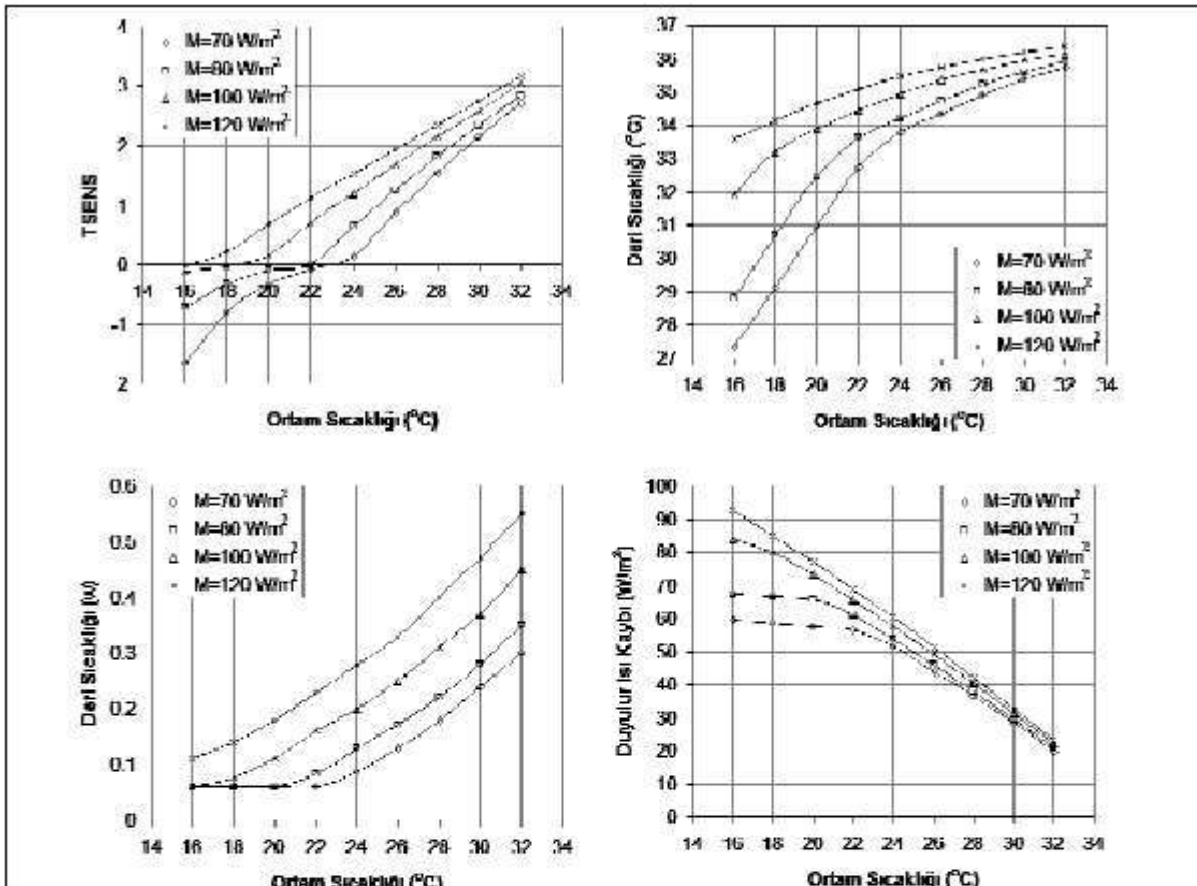 4
3
2
1
0
-1
2
TSENS
M=70 W/m²
M=80 W/m²
M=100 W/m²
M=120 W/m²
14 16 18 20 22 24 26 28 30 32 34
Ortam Sıcaklığı (°C)
37
36
35
34
33
32
31
30
29
28
27
Deri Sıcaklığı (°C)
M=70 W/m²
M=80 W/m²
M=100 W/m²
M=120 W/m²
14 16 18 20 22 24 26 28 30 32 34
Ortam Sıcaklığı (°C)
0.6
0.5
0.4
0.3
0.2
0.1
0
Deri Sıcaklığı (w)
M=70 W/m²
M=80 W/m²
M=100 W/m²
M=120 W/m²
14 16 18 20 22 24 26 28 30 32 34
Ortam Sıcaklığı (°C)
100
90
80
70
60
50
40
30
20
10
0
Duyulur Isı Kaybı (W/m²)
M=70 W/m²
M=80 W/m²
M=100 W/m²
M=120 W/m²
14 16 18 20 22 24 26 28 30 32 34
Ortam Sıcaklığı (°C)